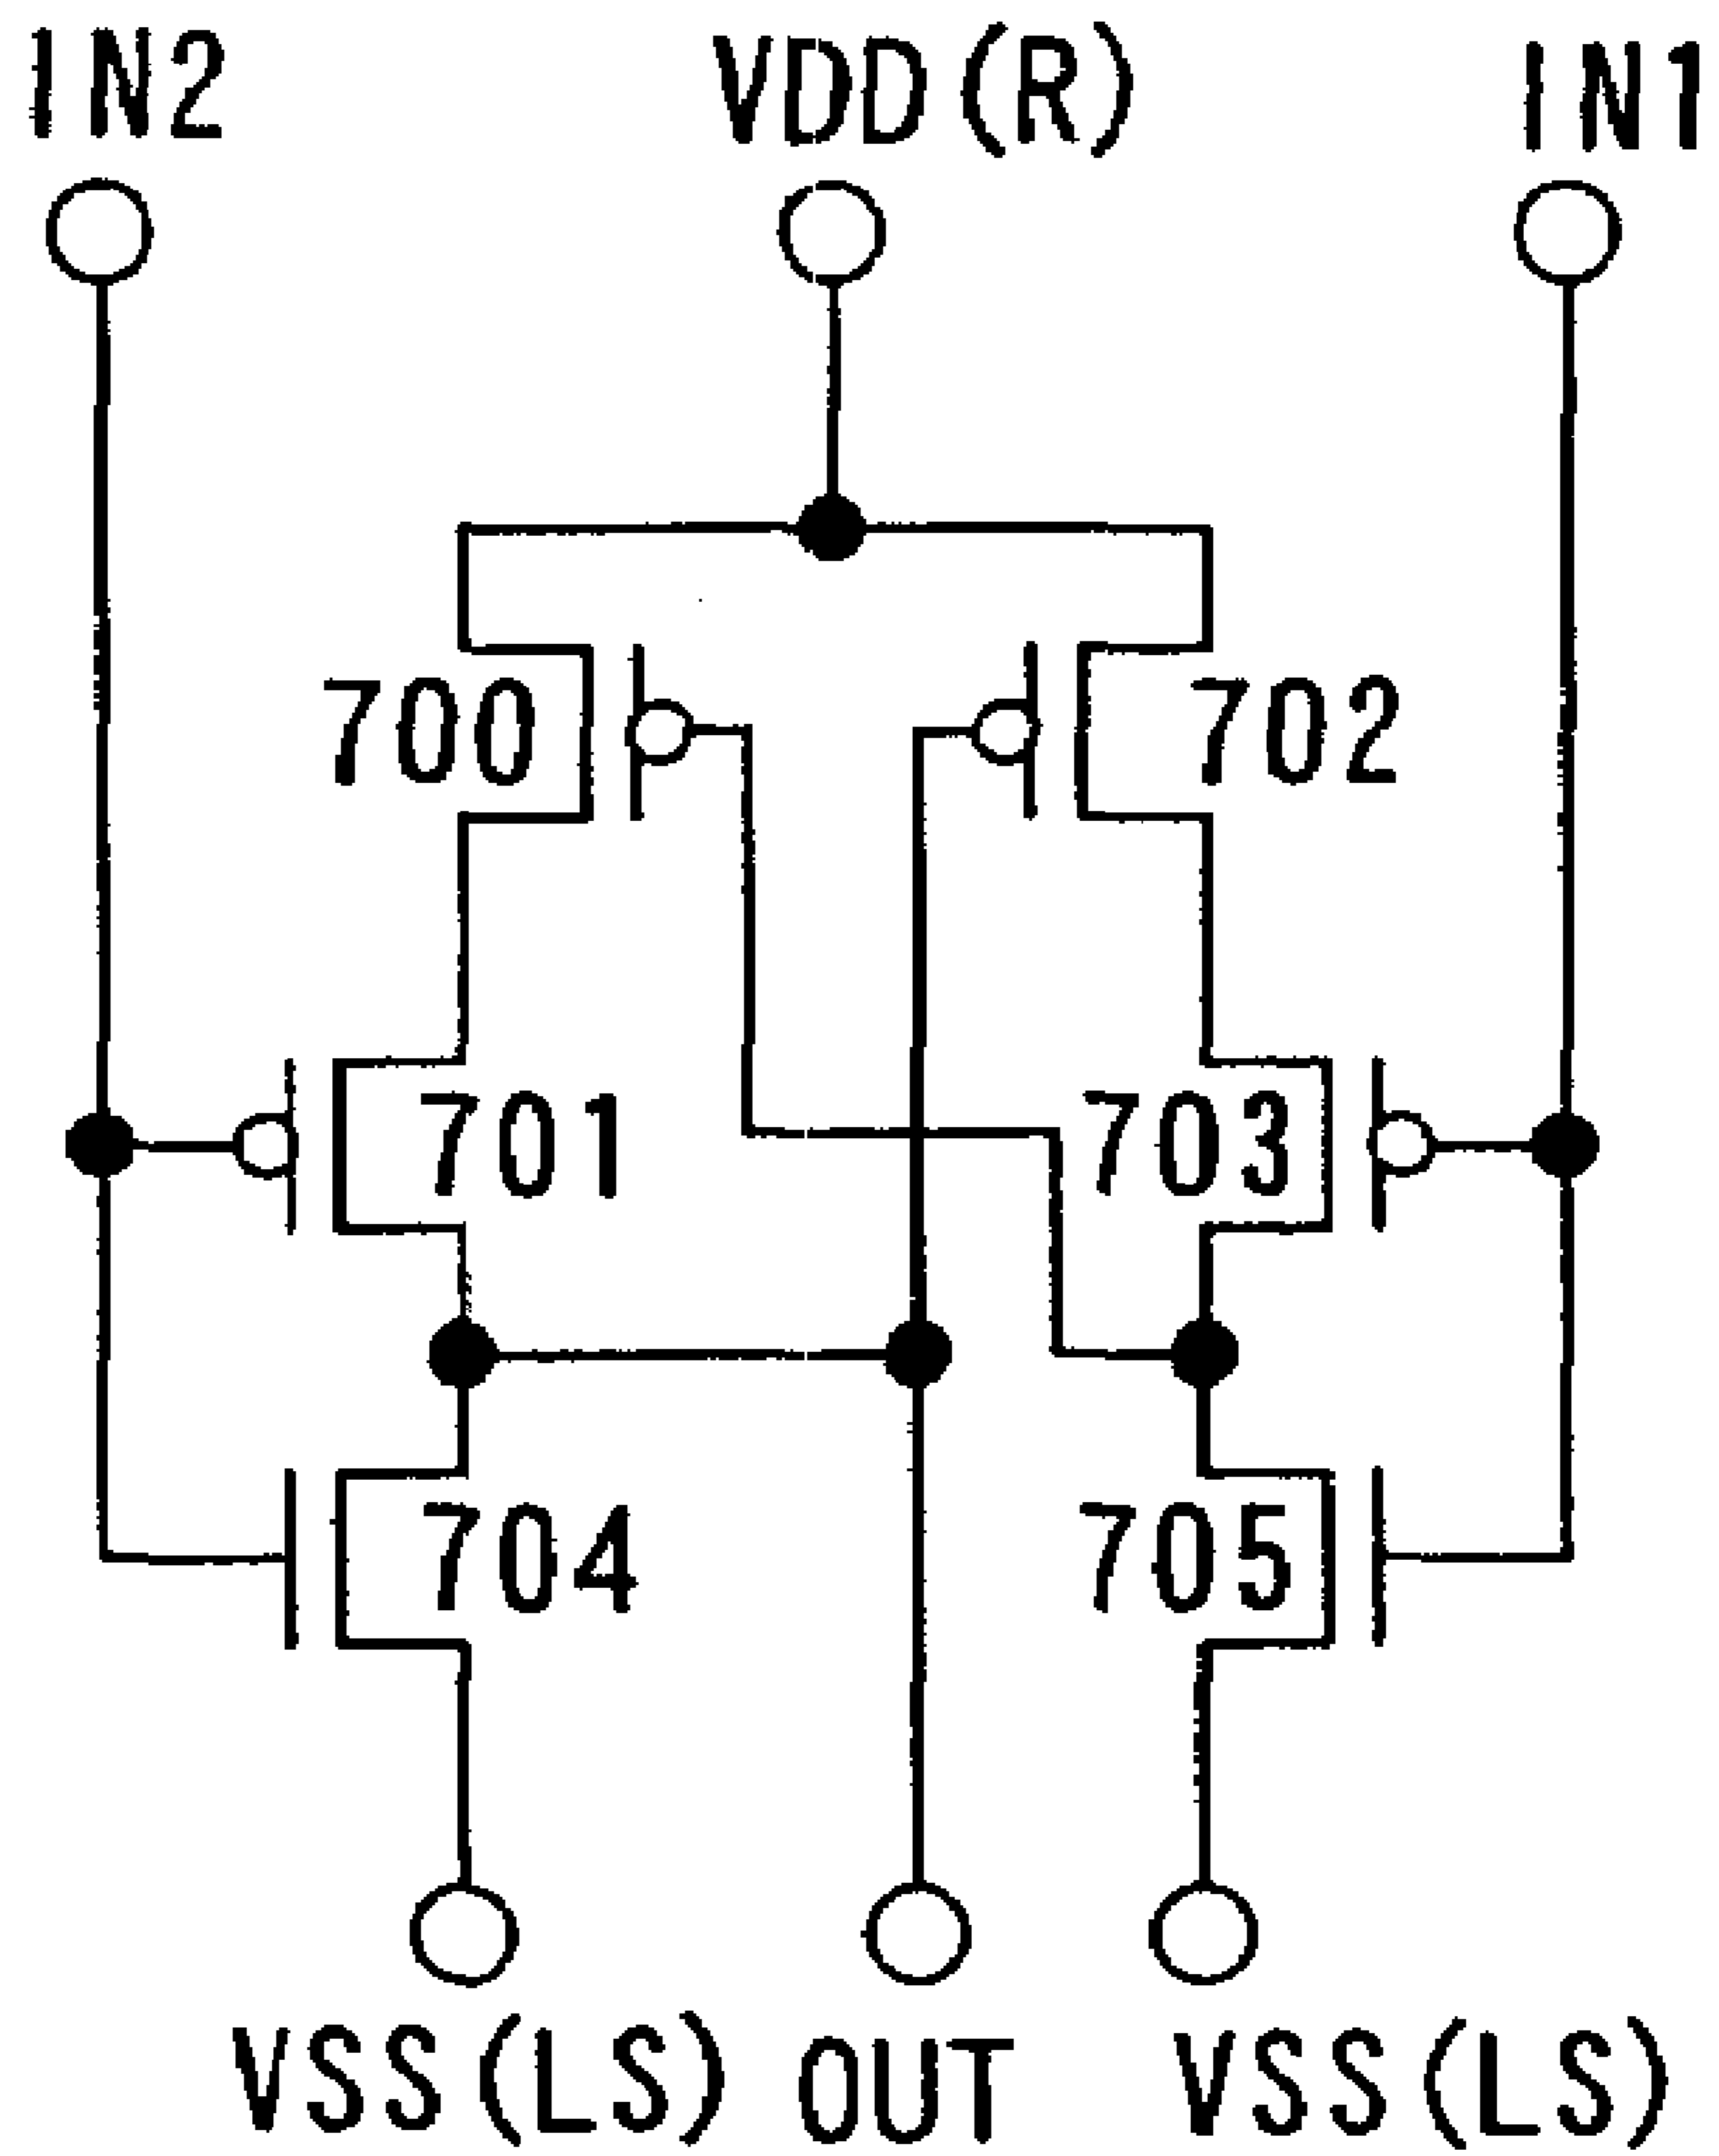 IN2 VDD(R) IN1
700 702
701 703
704 705
VSS(LS) OUT VSS(LS)